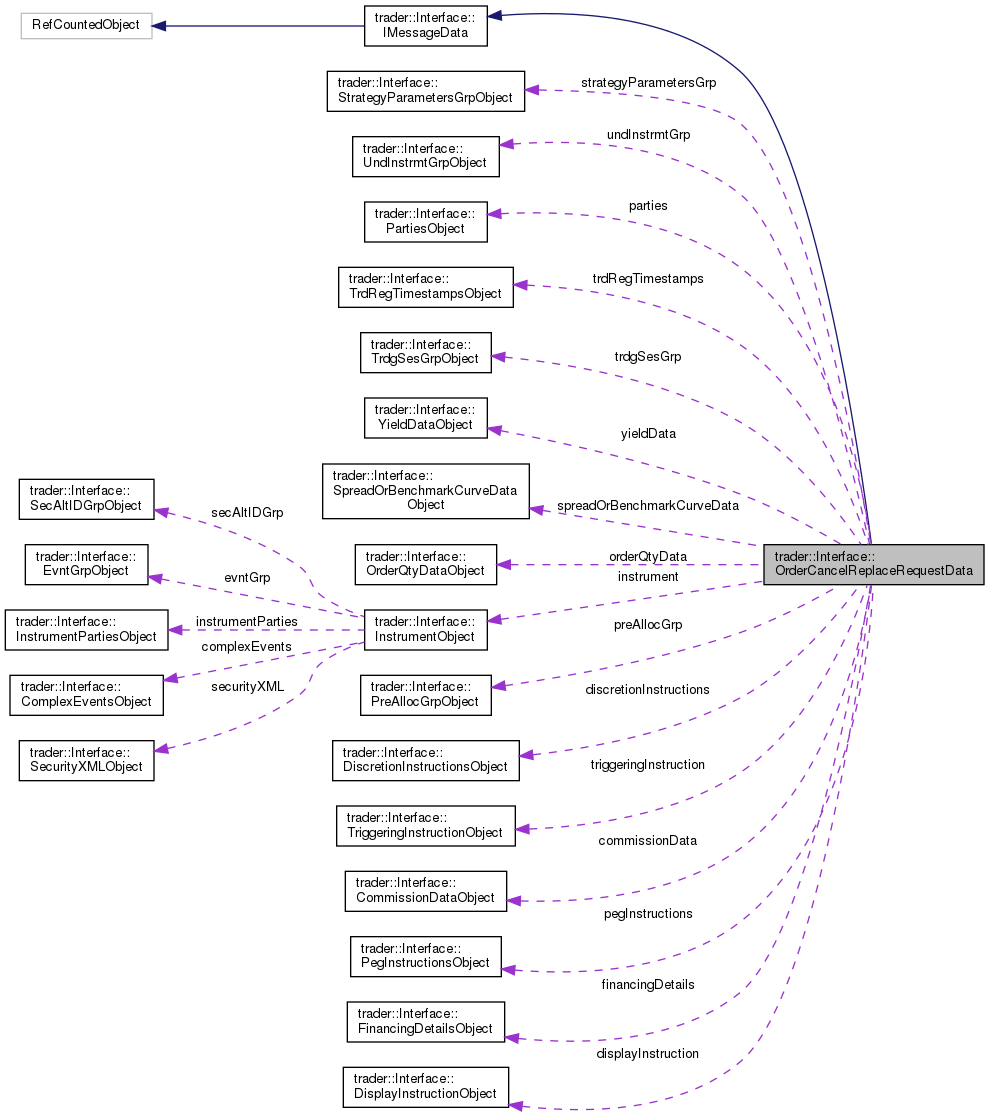 RefCountedObject
trader::Interface::
IMessageData
trader::Interface::
StrategyParametersGrpObject
strategyParametersGrp
trader::Interface::
UndInstrmtGrpObject
undInstrmtGrp
trader::Interface::
PartiesObject
parties
trader::Interface::
TrdRegTimestampsObject
trdRegTimestamps
trader::Interface::
TrdgSesGrpObject
trdgSesGrp
trader::Interface::
YieldDataObject
yieldData
trader::Interface::
SpreadOrBenchmarkCurveData
Object
spreadOrBenchmarkCurveData
trader::Interface::
OrderQtyDataObject
orderQtyData
trader::Interface::
OrderCancelReplaceRequestData
trader::Interface::
SecAltIDGrpObject
secAltIDGrp
trader::Interface::
EvntGrpObject
evntGrp
trader::Interface::
InstrumentPartiesObject
instrumentParties
trader::Interface::
ComplexEventsObject
complexEvents
trader::Interface::
SecurityXMLObject
securityXML
trader::Interface::
InstrumentObject
instrument
trader::Interface::
PreAllocGrpObject
preAllocGrp
trader::Interface::
DiscretionInstructionsObject
discretionInstructions
trader::Interface::
TriggeringInstructionObject
triggeringInstruction
trader::Interface::
CommissionDataObject
commissionData
trader::Interface::
PegInstructionsObject
pegInstructions
trader::Interface::
FinancingDetailsObject
financingDetails
trader::Interface::
DisplayInstructionObject
displayInstruction